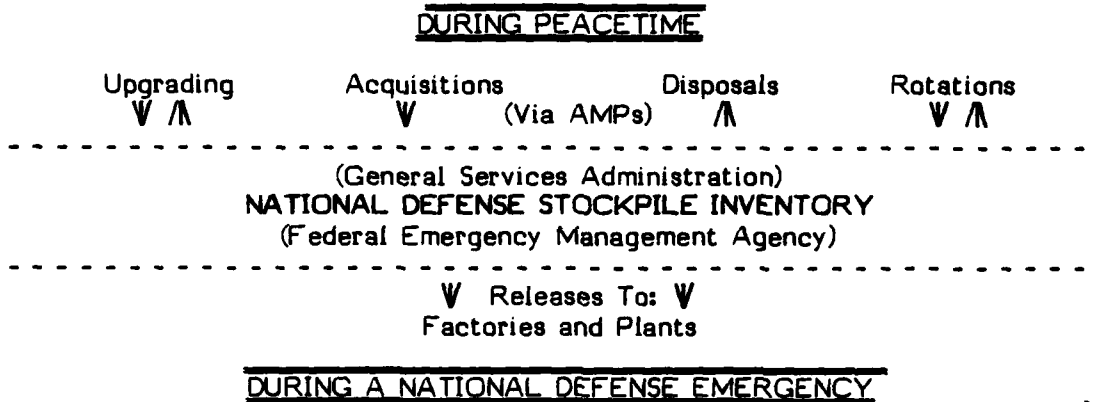 DURING PEACETIME
Upgrading Acquisitions Disposals Rotations
(Via AMPs)
(General Services Administration)
NATIONAL DEFENSE STOCKPILE INVENTORY
(Federal Emergency Management Agency)
Releases To:
Factories and Plants
DURING A NATIONAL DEFENSE EMERGENCY